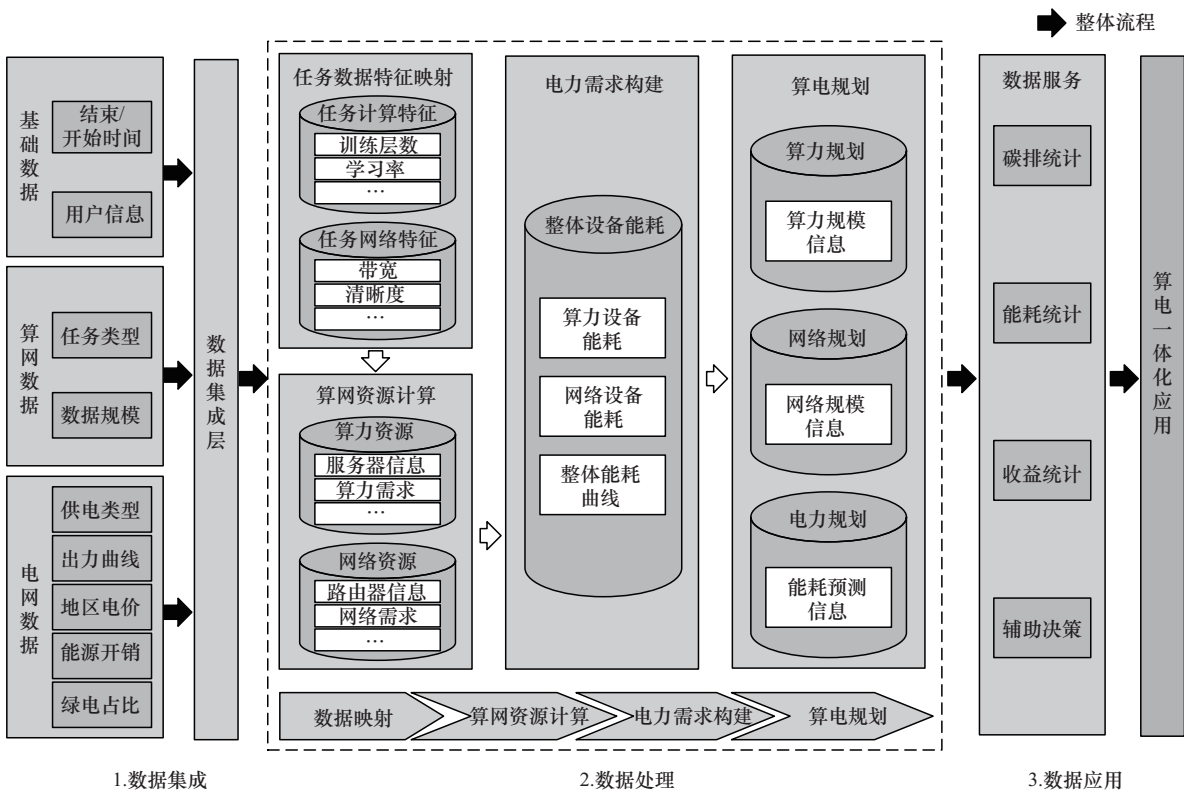 整体流程
基础数据
结束/
开始时间
用户信息
算网数据
任务类型
数据规模
电网数据
供电类型
出力曲线
地区电价
能源开销
绿电占比
数据集成层
任务数据特征映射
任务计算特征
训练层数
学习率
…
任务网络特征
带宽
清晰度
…
算网资源计算
算力资源
服务器信息
算力需求
…
网络资源
路由器信息
网络需求
…
电力需求构建
整体设备能耗
算力设备
能耗
网络设备
能耗
整体能耗
曲线
算电规划
算力规划
算力规模
信息
网络规划
网络规模
信息
电力规划
能耗预测
信息
数据映射
算网资源计算
电力需求构建
算电规划
数据服务
碳排统计
能耗统计
收益统计
辅助决策
算电一体化应用
1.数据集成
2.数据处理
3.数据应用